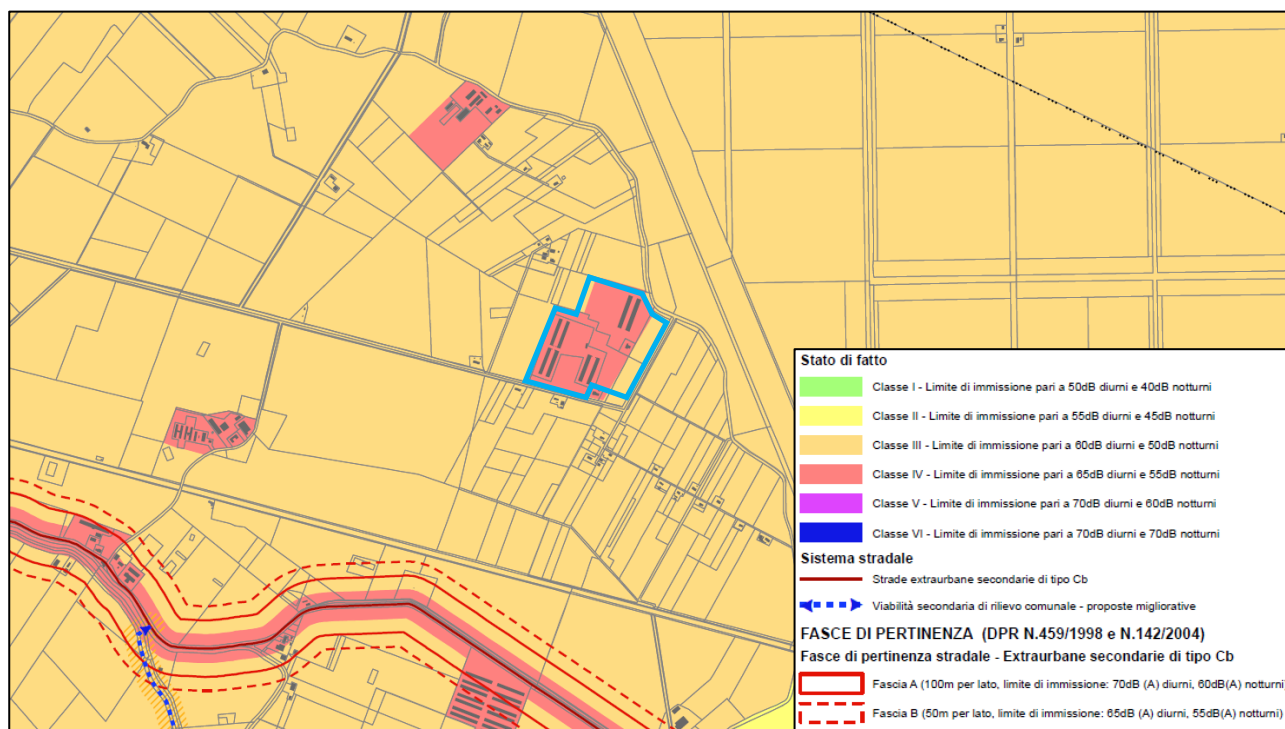 Stato di fatto
Classe I - Limite di immissione pari a 50dB diurni e 40dB notturni
Classe II - Limite di immissione pari a 55dB diurni e 45dB notturni
Classe III - Limite di immissione pari a 60dB diurni e 50dB notturni
Classe IV - Limite di immissione pari a 65dB diurni e 55dB notturni
Classe V - Limite di immissione pari a 70dB diurni e 60dB notturni
Classe VI - Limite di immissione pari a 70dB diurni e 70dB notturni
Sistema stradale
Strade extraurbane secondarie di tipo Cb
Viabilità secondaria di rilievo comunale - proposte migliorative
FASCE DI PERTINENZA (DPR N.459/1998 e N.142/2004)
Fasce di pertinenza stradale - Extraurbane secondarie di tipo Cb
Fascia A (100m per lato, limite di immissione: 70dB (A) diurni, 60dB(A) notturni)
Fascia B (50m per lato, limite di immissione: 65dB (A) diurni, 55dB(A) notturni)